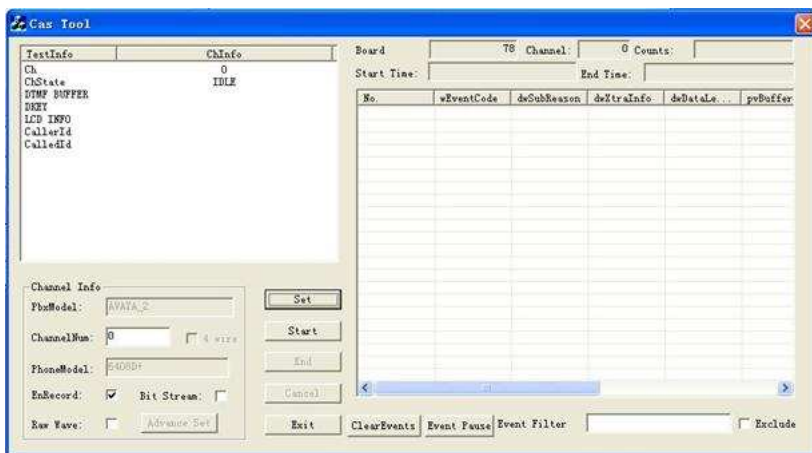 Cas Tool
TestInfo ChInfo
Ch 0
ChState IDLE
DTMF BUFFER
DKEY
LCD INFO
CallerId
CalledId
Board 78 Channel: 0 Counts:
Start Time: End Time:
No. wEventCode dwSubReason dwXtraInfo dwDataLe... pvBuffer
Channel Info
PbxModel: AVATA_2
ChannelNum: 0 4 wire
PhoneModel: 6408D+
EnRecord: Bit Stream:
Raw Wave: Advance Set
Set
Start
End
Cancel
Exit
ClearEvents Event Pause Event Filter Exclude